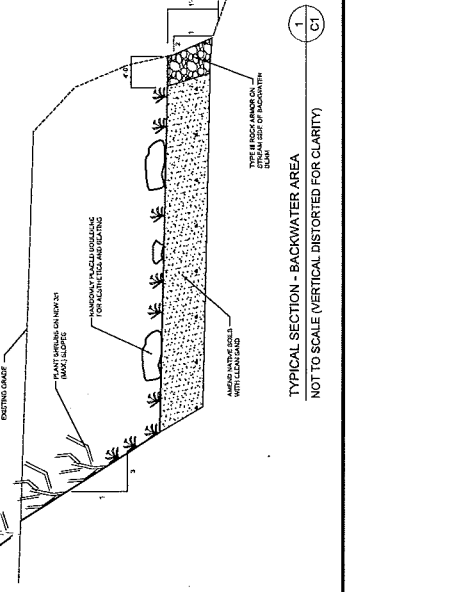 EXISTING GRADE
PLANT SHRUBS ON NEW 3:1
(MAX.) SLOPES
RANDOMLY PLACED BOULDERS
FOR AESTHETICS AND SEATING
1
3
4.0'
2
1
AMEND NATIVE SOILS
WITH CLEAN SAND
TYPE III ROCK ARMOR ON
STREAM SIDE OF BACKWATER
BERM
TYPICAL SECTION - BACKWATER AREA
NOT TO SCALE (VERTICAL DISTORTED FOR CLARITY)
1
C1